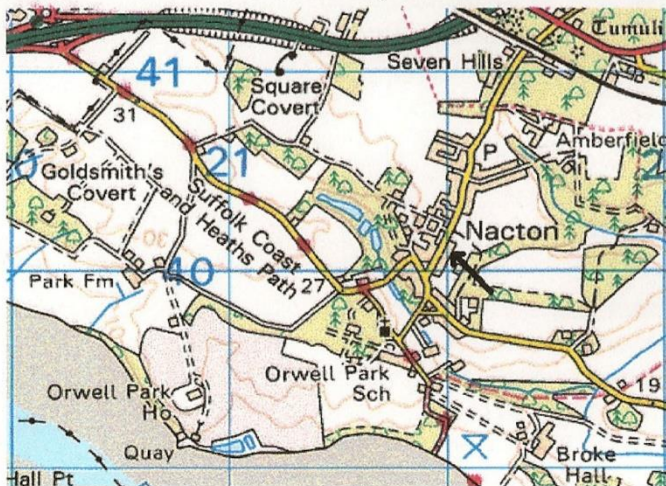 Tumuli
Seven Hills
41
Square
Covert
31
Amberfield
P
21
Goldsmith's
Covert
Suffolk Coast
and Heaths Path
Nacton
30
40
27
Park Fm
Orwell Park
Sch
19
Orwell Park
Ho
Quay
Broke
Hall
Hall Pt